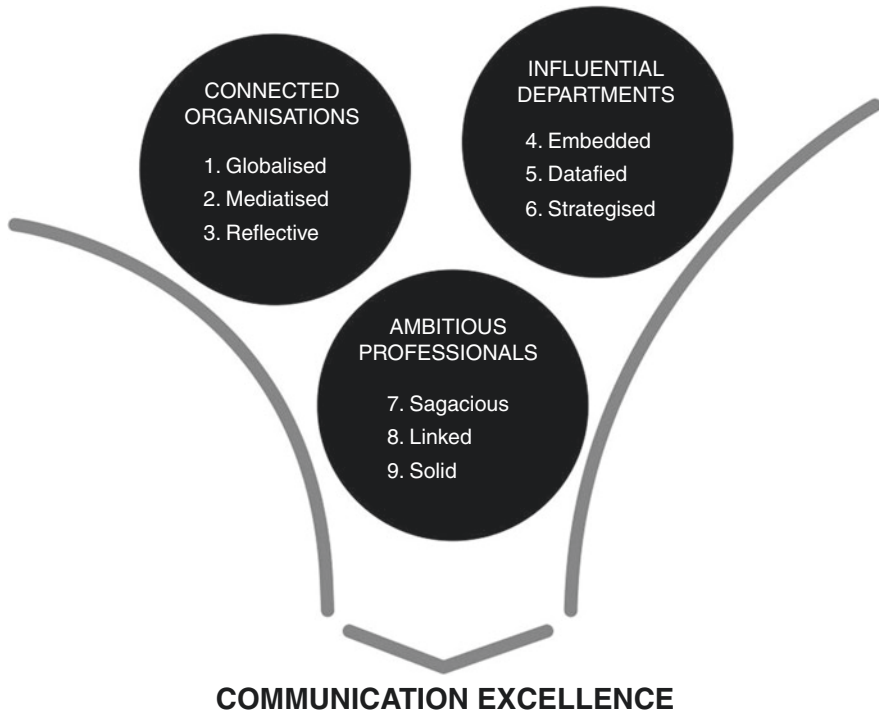 CONNECTED
ORGANISATIONS
1. Globalised
2. Mediatised
3. Reflective
INFLUENTIAL
DEPARTMENTS
4. Embedded
5. Datafied
6. Strategised
AMBITIOUS
PROFESSIONALS
7. Sagacious
8. Linked
9. Solid
COMMUNICATION EXCELLENCE